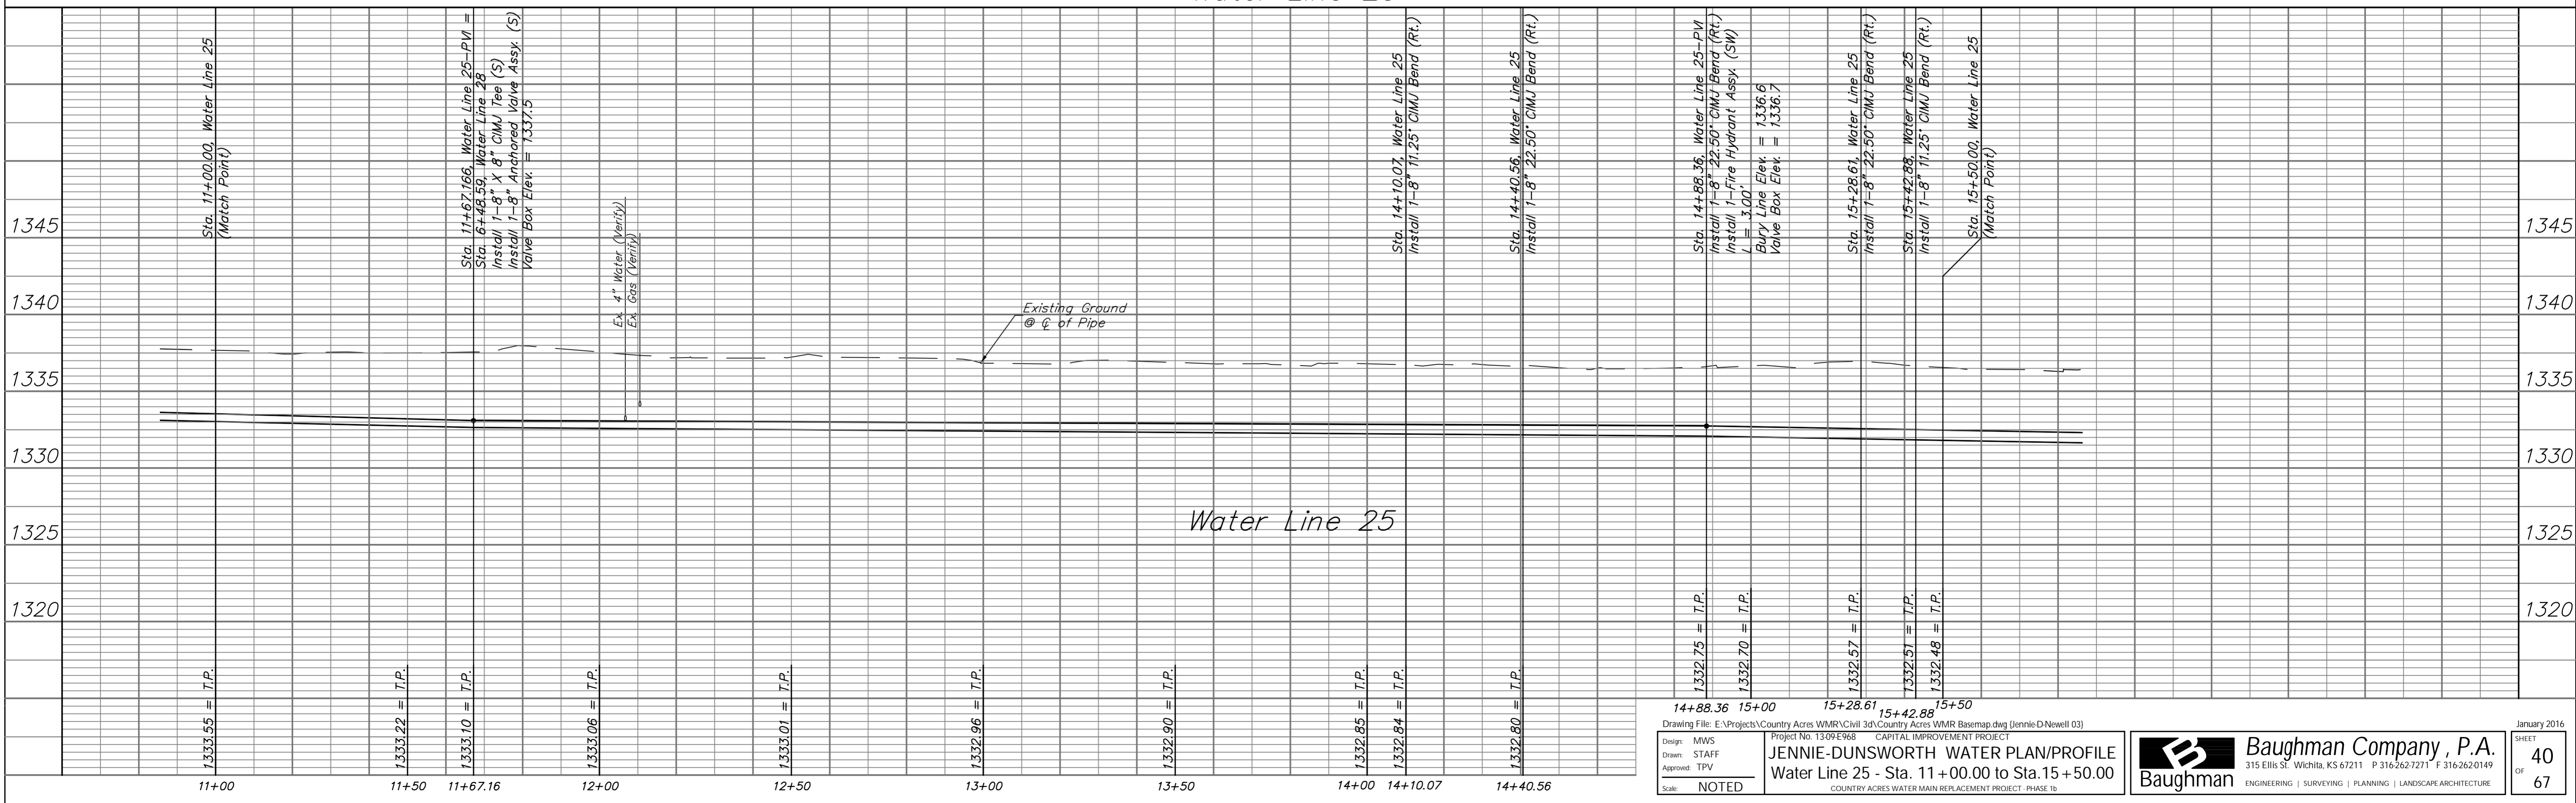 Sta. 11+00.00, Water Line 25
(Match Point)
Sta. 11+67.166, Water Line 25-PVI =
Sta. 6+48.59, Water Line 28
Install 1-8" X 8" CIMJ Tee (S)
Install 1-8" Anchored Valve Assy. (S)
Valve Box Elev. = 1337.5
Ex. 4" Water (Verify)
Ex. Gas (Verify)
Existing Ground
@ ℄ of Pipe
Sta. 14+10.07, Water Line 25
Install 1-8" 11.25° CIMJ Bend (Rt.)
Sta. 14+40.56, Water Line 25
Install 1-8" 22.50° CIMJ Bend (Rt.)
Sta. 14+88.36, Water Line 25-PVI
Install 1-8" 22.50° CIMJ Bend (Rt.)
Install 1-Fire Hydrant Assy. (SW)
L = 3.00'
Bury Line Elev. = 1336.6
Valve Box Elev. = 1336.7
Sta. 15+28.61, Water Line 25
Install 1-8" 22.50° CIMJ Bend (Rt.)
Sta. 15+42.88, Water Line 25
Install 1-8" 11.25° CIMJ Bend (Rt.)
Sta. 15+50.00, Water Line 25
(Match Point)
1345 1345
1340 1340
1335 1335
1330 1330
1325 1325
1320 1320
Water Line 25
1333.55 = T.P.
1333.22 = T.P.
1333.10 = T.P.
1333.06 = T.P.
1333.01 = T.P.
1332.96 = T.P.
1332.90 = T.P.
1332.85 = T.P.
1332.84 = T.P.
1332.80 = T.P.
1332.75 = T.P.
1332.70 = T.P.
1332.57 = T.P.
1332.51 = T.P.
1332.48 = T.P.
11+00 11+50 11+67.16 12+00 12+50 13+00 13+50 14+00 14+10.07 14+40.56
14+88.36 15+00 15+28.61 15+42.88 15+50
Drawing File: E:\Projects\Country Acres WMR\Civil 3d\Country Acres WMR Basemap.dwg (Jennie-D-Newell 03)
Design: MWS
Drawn: STAFF
Approved: TPV
Scale: NOTED
Project No. 13-09-E968 CAPITAL IMPROVEMENT PROJECT
JENNIE-DUNSWORTH WATER PLAN/PROFILE
Water Line 25 - Sta. 11+00.00 to Sta.15+50.00
COUNTRY ACRES WATER MAIN REPLACEMENT PROJECT - PHASE 1b
Baughman
Baughman Company, P.A.
315 Ellis St. Wichita, KS 67211 P 316-262-7271 F 316-262-0149
ENGINEERING | SURVEYING | PLANNING | LANDSCAPE ARCHITECTURE
January 2016
SHEET
40
OF
67